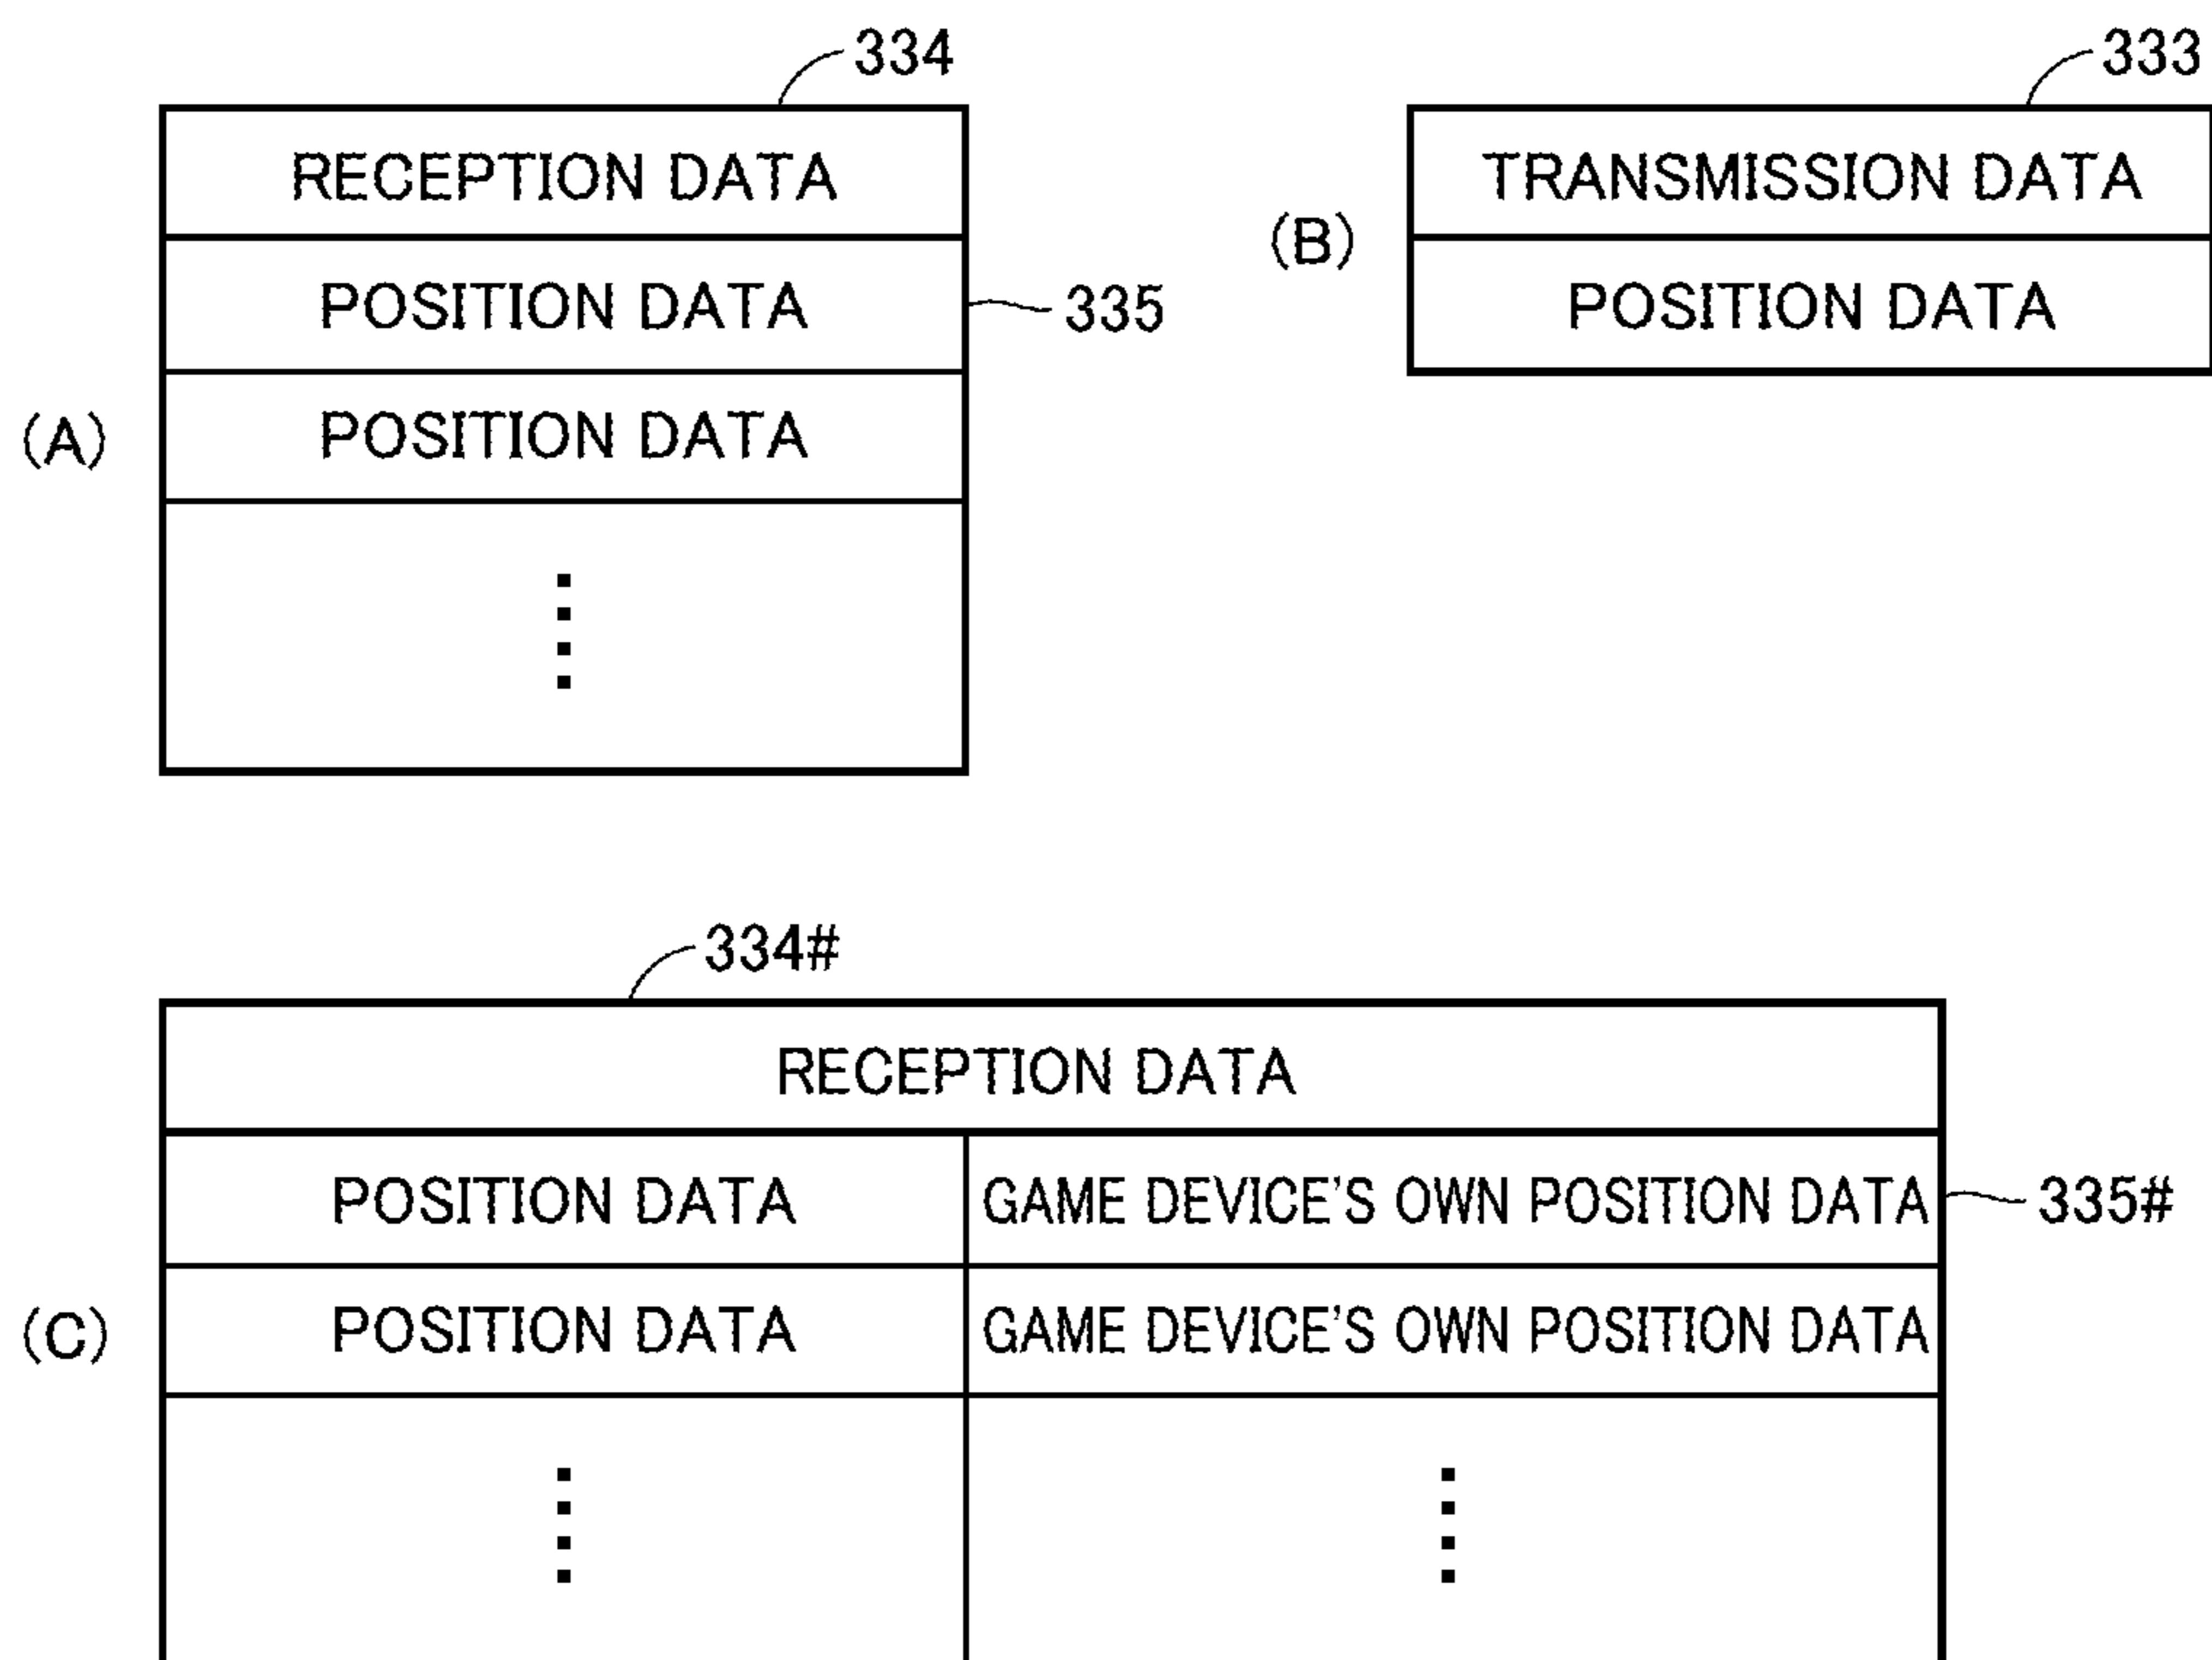 334
RECEPTION DATA
POSITION DATA
335
(A)
POSITION DATA
333
(B)
TRANSMISSION DATA
POSITION DATA
334#
RECEPTION DATA
POSITION DATA GAME DEVICE'S OWN POSITION DATA 335#
(C)
POSITION DATA GAME DEVICE'S OWN POSITION DATA